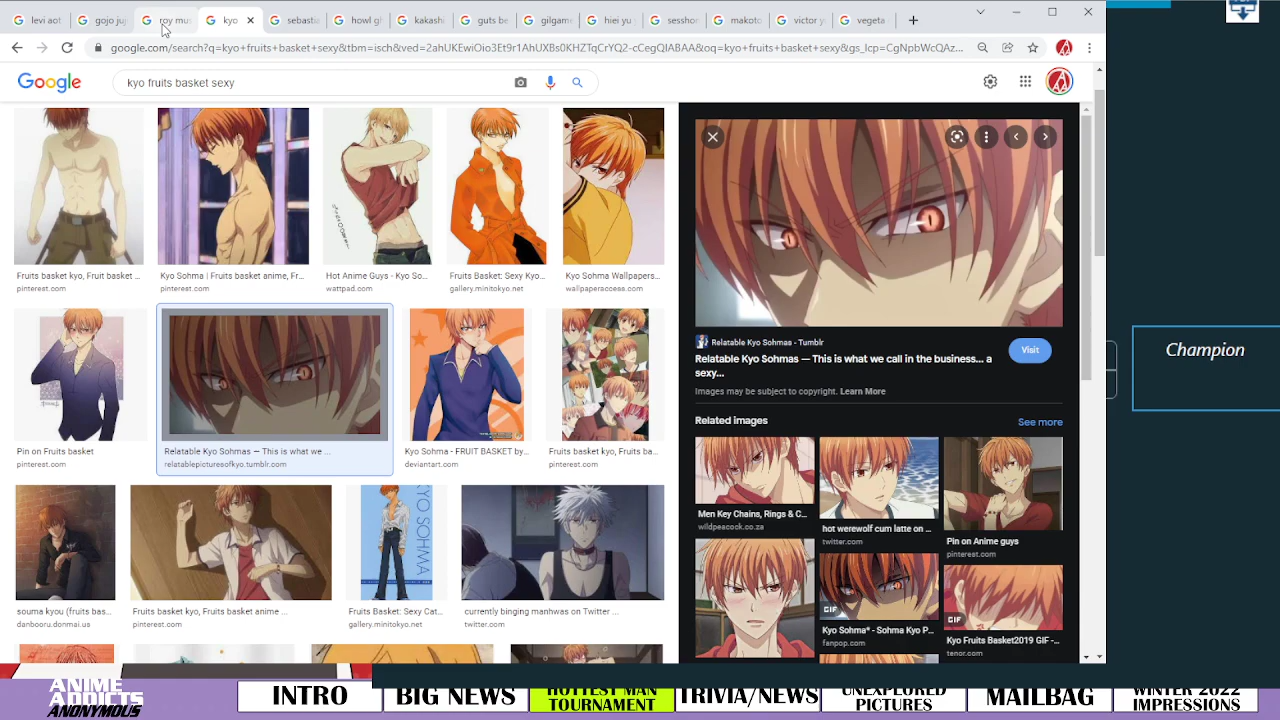 levi aot
gojo juj
roy mus
kyo
sebastia
howl g
kakash
guts be
hie yu
sesshor
makoto
victor
vegeta
google.com/search?q=kyo+fruits+basket+sexy&tbm=isch&ved=2ahUKEwiOio3Et9r1AhUXBs0KHZTqCrYQ2-cCegQIABAA&oq=kyo+fruits+basket+sexy&gs_lcp=CgNpbWcQAz...
Google
kyo fruits basket sexy
Fruits basket kyo, Fruit basket ...
pinterest.com
Kyo Sohma | Fruits basket anime, Fr...
pinterest.com
Hot Anime Guys - Kyo So...
wattpad.com
Fruits Basket: Sexy Kyo...
gallery.minitokyo.net
Kyo Sohma Wallpapers...
wallpaperaccess.com
Pin on Fruits basket
pinterest.com
Relatable Kyo Sohmas — This is what we ...
relatablepicturesofkyo.tumblr.com
Kyo Sohma - FRUIT BASKET by...
deviantart.com
Fruits basket kyo, Fruits ba...
pinterest.com
KYO SOHMA
souma kyou (fruits bas...
danbooru.donmai.us
Fruits basket kyo, Fruits basket anime ...
pinterest.com
Fruits Basket: Sexy Cat...
gallery.minitokyo.net
currently binging manhwas on Twitter ...
twitter.com
Relatable Kyo Sohmas - Tumblr
Visit
Relatable Kyo Sohmas — This is what we call in the business... a
sexy...
Images may be subject to copyright. Learn More
Related images
See more
Men Key Chains, Rings & C...
wildpeacock.co.za
hot werewolf cum latte on ...
twitter.com
Pin on Anime guys
pinterest.com
GIF
Kyo Sohma* - Sohma Kyo P...
fanpop.com
GIF
Kyo Fruits Basket2019 GIF -...
tenor.com
Champion
ANIME
ADDICTS
ANONYMOUS
INTRO
BIG NEWS
HOTTEST MAN
TOURNAMENT
TRIVIA/NEWS
UNEXPLORED
PICTURES
MAILBAG
WINTER 2022
IMPRESSIONS